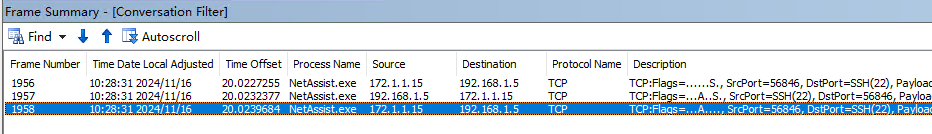 Frame Summary - [Conversation Filter]
Find Autoscroll
Frame Number Time Date Local Adjusted Time Offset Process Name Source Destination Protocol Name Description
1956 10:28:31 2024/11/16 20.0227255 NetAssist.exe 172.1.1.15 192.168.1.5 TCP TCP:Flags=......S., SrcPort=56846, DstPort=SSH(22), Payload
1957 10:28:31 2024/11/16 20.0232377 NetAssist.exe 192.168.1.5 172.1.1.15 TCP TCP:Flags=...A..S., SrcPort=SSH(22), DstPort=56846, Payload
1958 10:28:31 2024/11/16 20.0239684 NetAssist.exe 172.1.1.15 192.168.1.5 TCP TCP:Flags=...A...., SrcPort=56846, DstPort=SSH(22), Payload